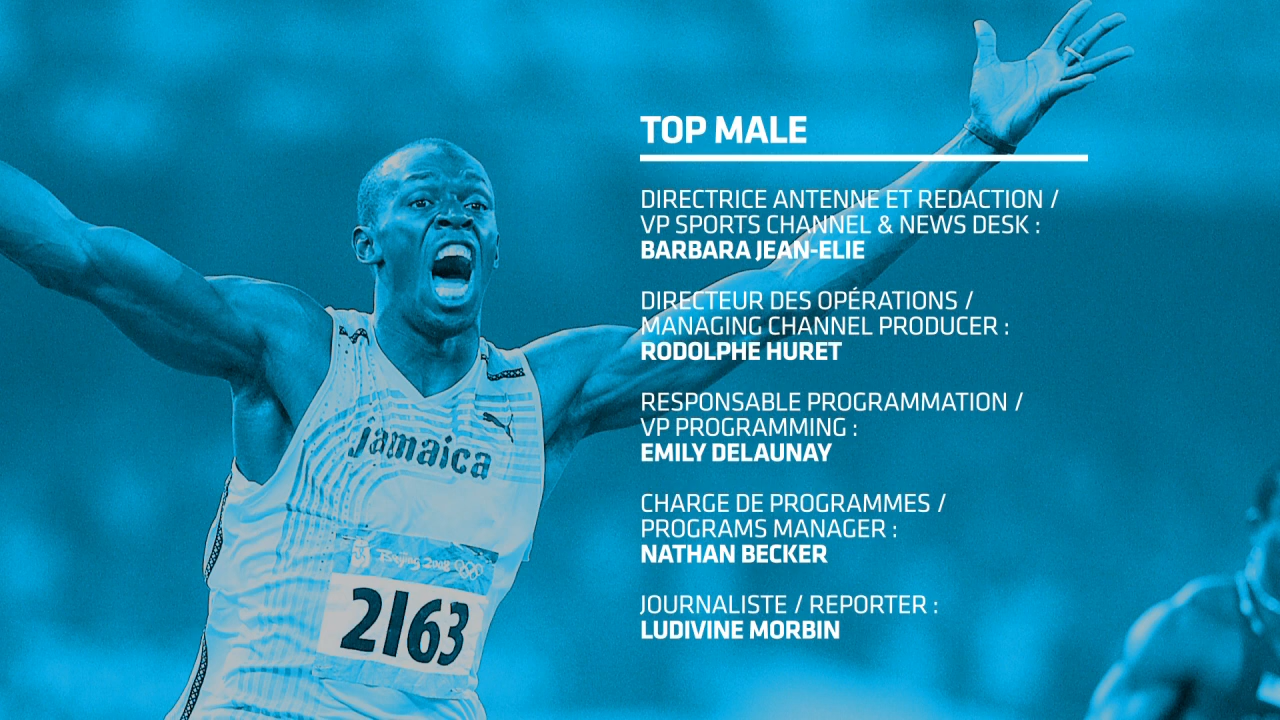 TOP MALE
DIRECTRICE ANTENNE ET REDACTION /
VP SPORTS CHANNEL & NEWS DESK :
BARBARA JEAN-ELIE
DIRECTEUR DES OPÉRATIONS /
MANAGING CHANNEL PRODUCER :
RODOLPHE HURET
RESPONSABLE PROGRAMMATION /
VP PROGRAMMING :
EMILY DELAUNAY
CHARGE DE PROGRAMMES /
PROGRAMS MANAGER :
NATHAN BECKER
JOURNALISTE / REPORTER :
LUDIVINE MORBIN
Jamaica
Beijing 2008
2163